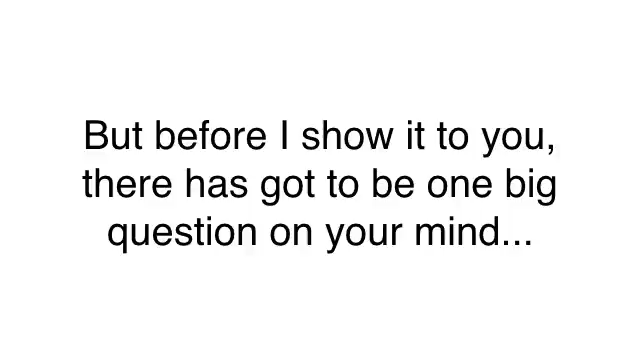 But before I show it to you,
there has got to be one big
question on your mind...